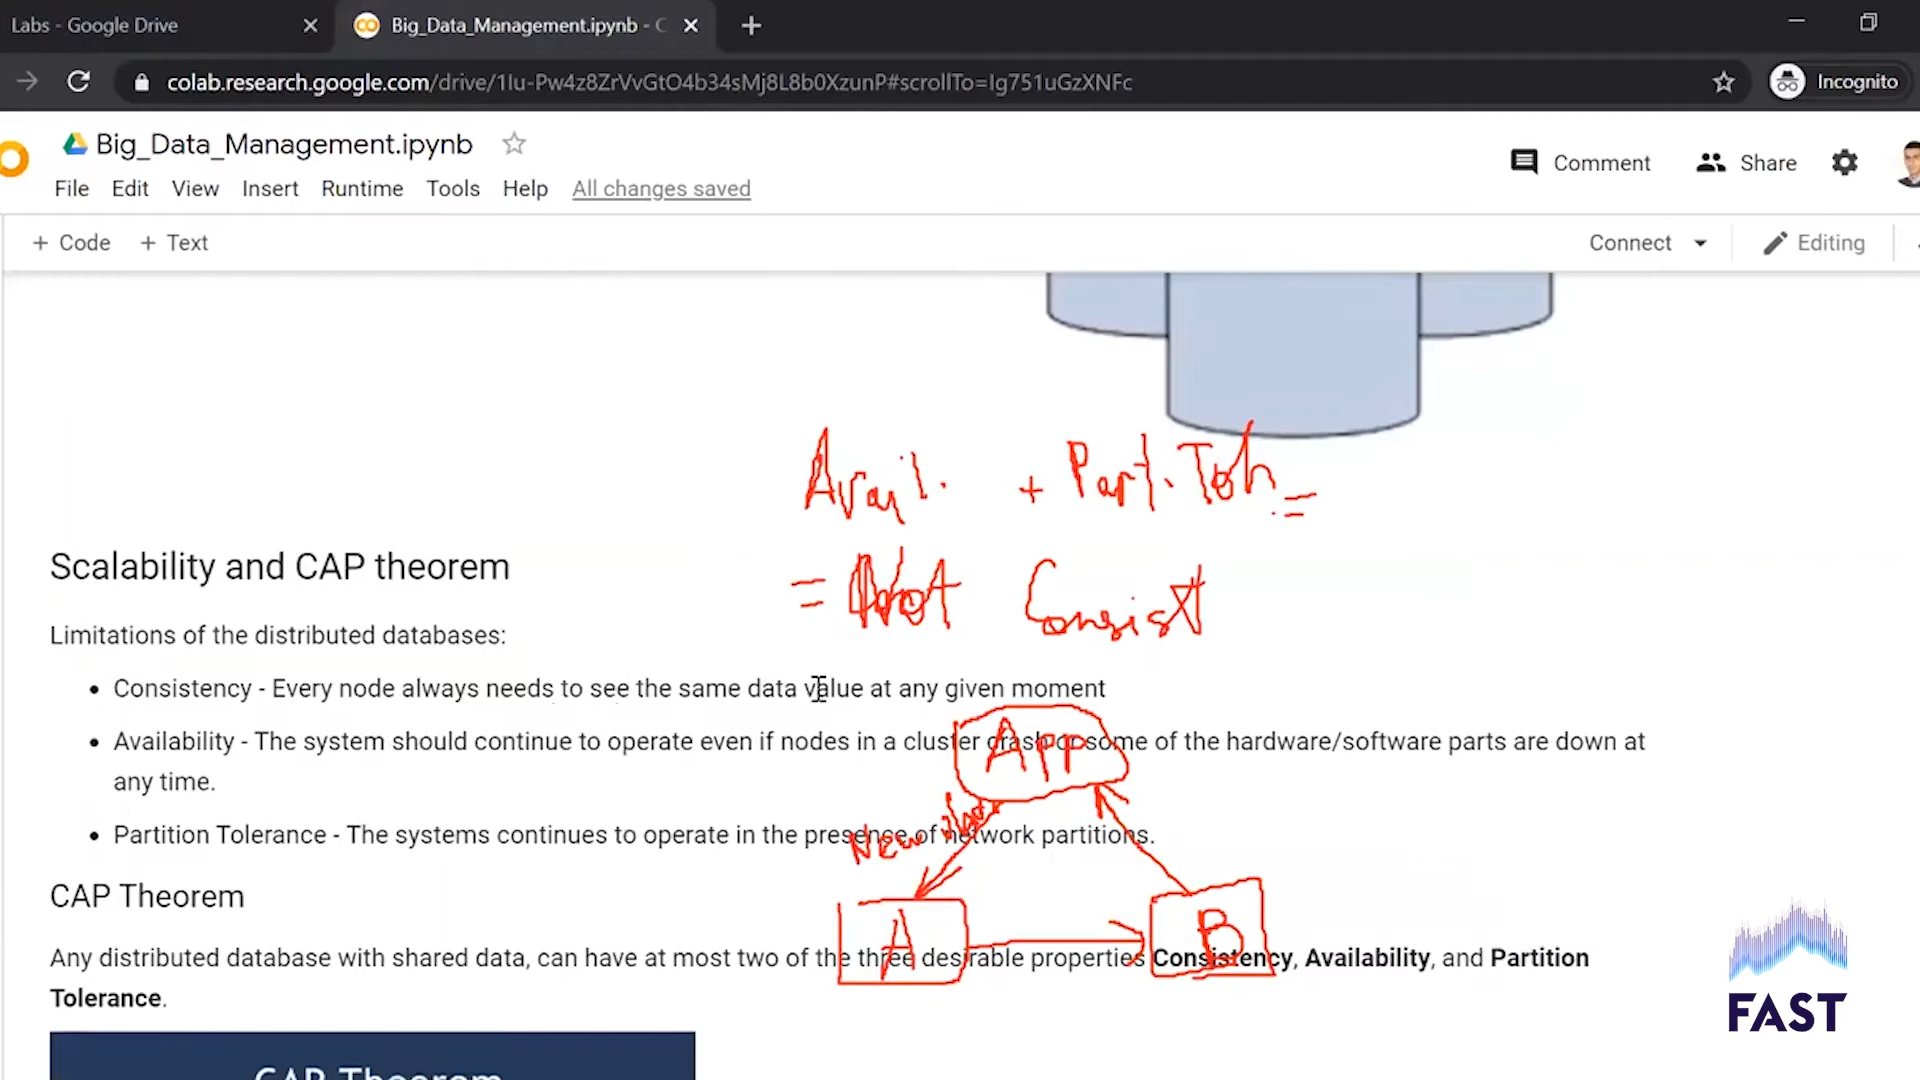 Labs - Google Drive
Big_Data_Management.ipynb - C
colab.research.google.com/drive/1Iu-Pw4z8ZrVvGtO4b34sMj8L8b0XzunP#scrollTo=Ig751uGzXNFc
Incognito
Big_Data_Management.ipynb
Comment
Share
File Edit View Insert Runtime Tools Help All changes saved
+ Code + Text
Connect
Editing
Avail. + Part. Tol. =
= Not Consist
Scalability and CAP theorem
Limitations of the distributed databases:
• Consistency - Every node always needs to see the same data value at any given moment
• Availability - The system should continue to operate even if nodes in a cluster crash or some of the hardware/software parts are down at
any time.
App
New
• Partition Tolerance - The systems continues to operate in the presence of network partitions.
CAP Theorem
A
B
Any distributed database with shared data, can have at most two of the three desirable properties Consistency, Availability, and Partition
Tolerance.
FAST
CAP Theorem